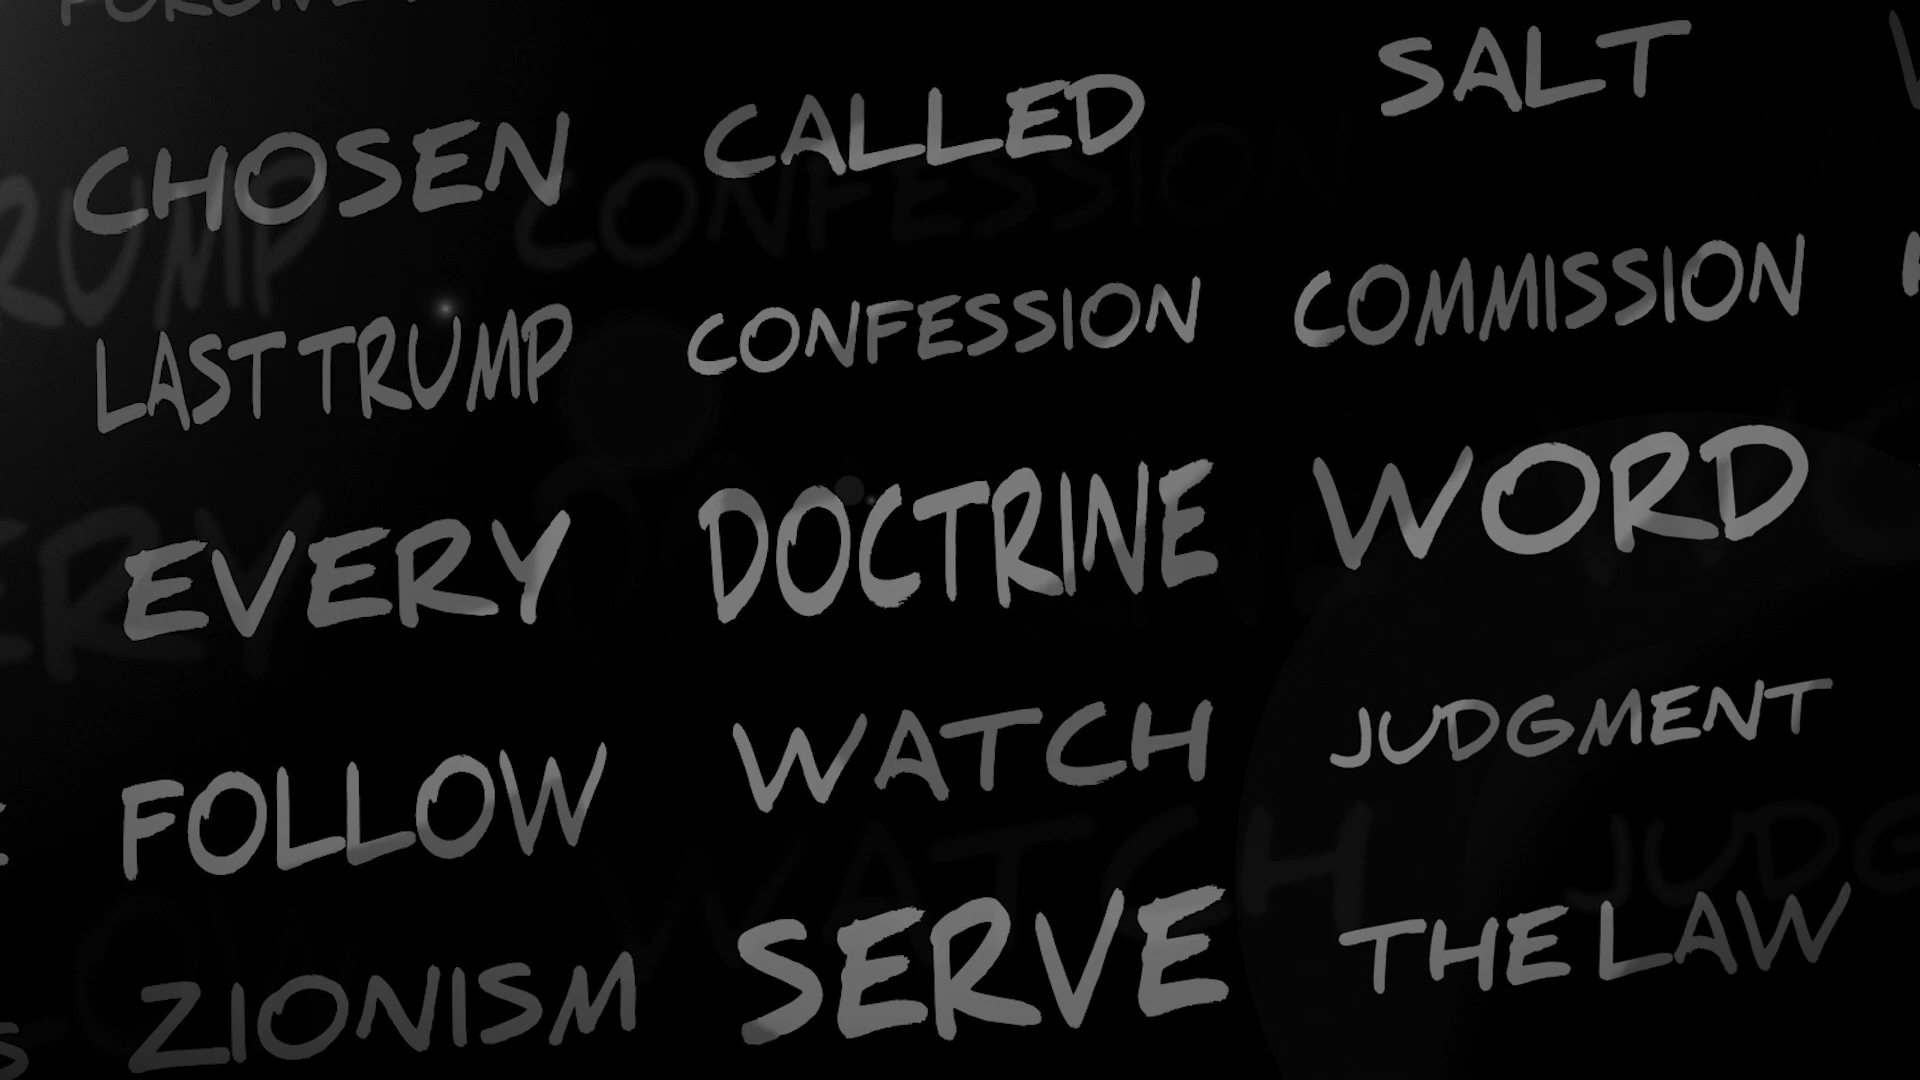 CHOSEN CALLED SALT
LAST TRUMP CONFESSION COMMISSION
EVERY DOCTRINE WORD
FOLLOW WATCH JUDGMENT
ZIONISM SERVE THE LAW